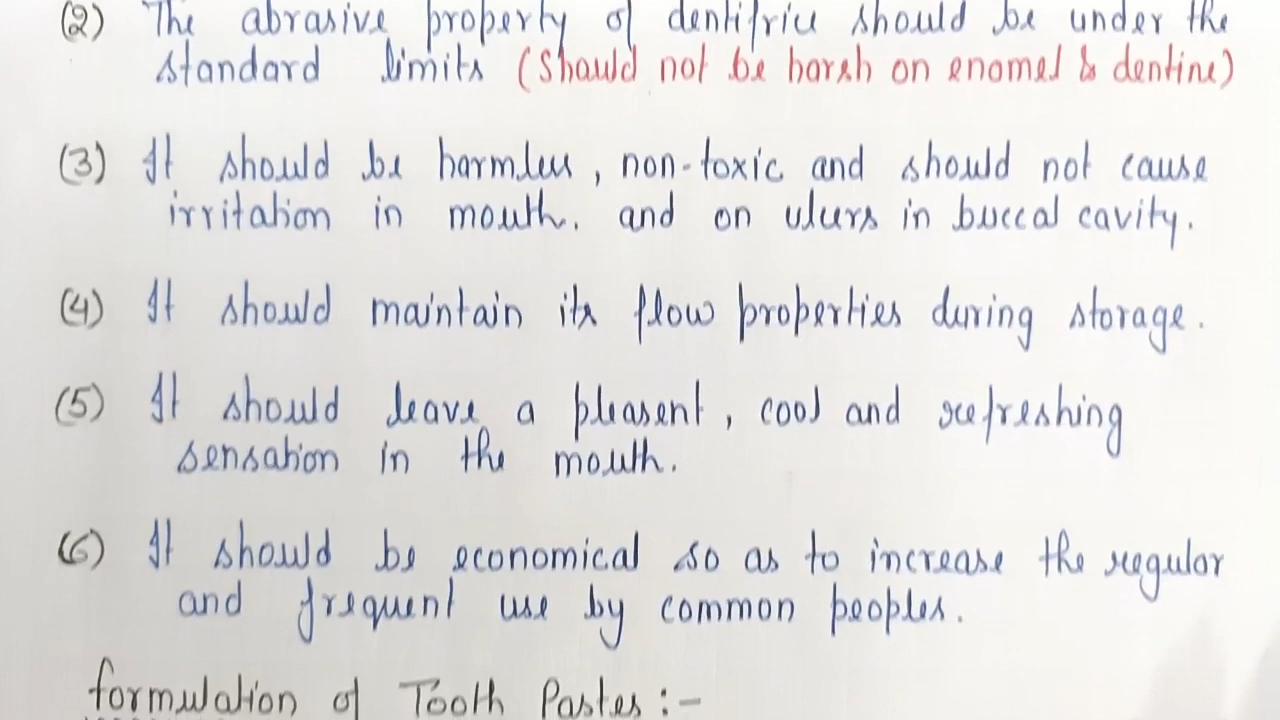 (2) The abrasive property of dentifrice should be under the
standard limits (Should not be harsh on enamel & dentine)
(3) It should be harmless, non-toxic and should not cause
irritation in mouth. and on ulcers in buccal cavity.
(4) It should maintain its flow properties during storage.
(5) It should leave a pleasent, cool and refreshing
sensation in the mouth.
(6) It should be economical so as to increase the regular
and frequent use by common peoples.
formulation of Tooth Pastes :-